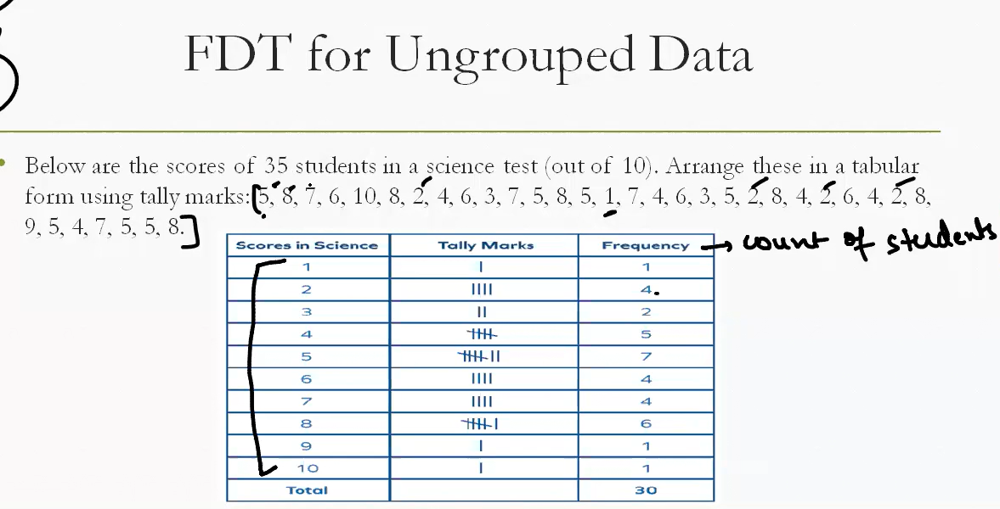 FDT for Ungrouped Data
Below are the scores of 35 students in a science test (out of 10). Arrange these in a tabular
form using tally marks: [5, 8, 7, 6, 10, 8, 2, 4, 6, 3, 7, 5, 8, 5, 1, 7, 4, 6, 3, 5, 2, 8, 4, 2, 6, 4, 2, 8,
9, 5, 4, 7, 5, 5, 8.]
Scores in Science Tally Marks Frequency → count of students
1 | 1
2 |||| 4
3 || 2
4 𝍸 5
5 𝍸|| 7
6 |||| 4
7 |||| 4
8 𝍸| 6
9 | 1
10 | 1
Total 30